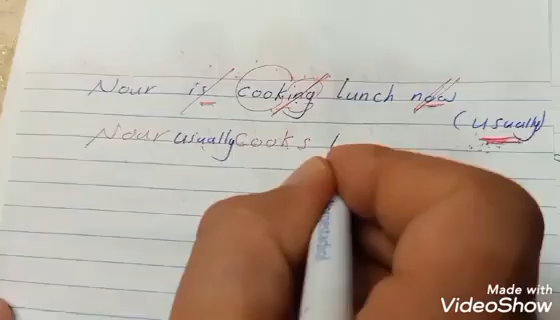 Nour is cooking lunch now
(usually)
Nour usually Cooks l
Made with
VideoShow